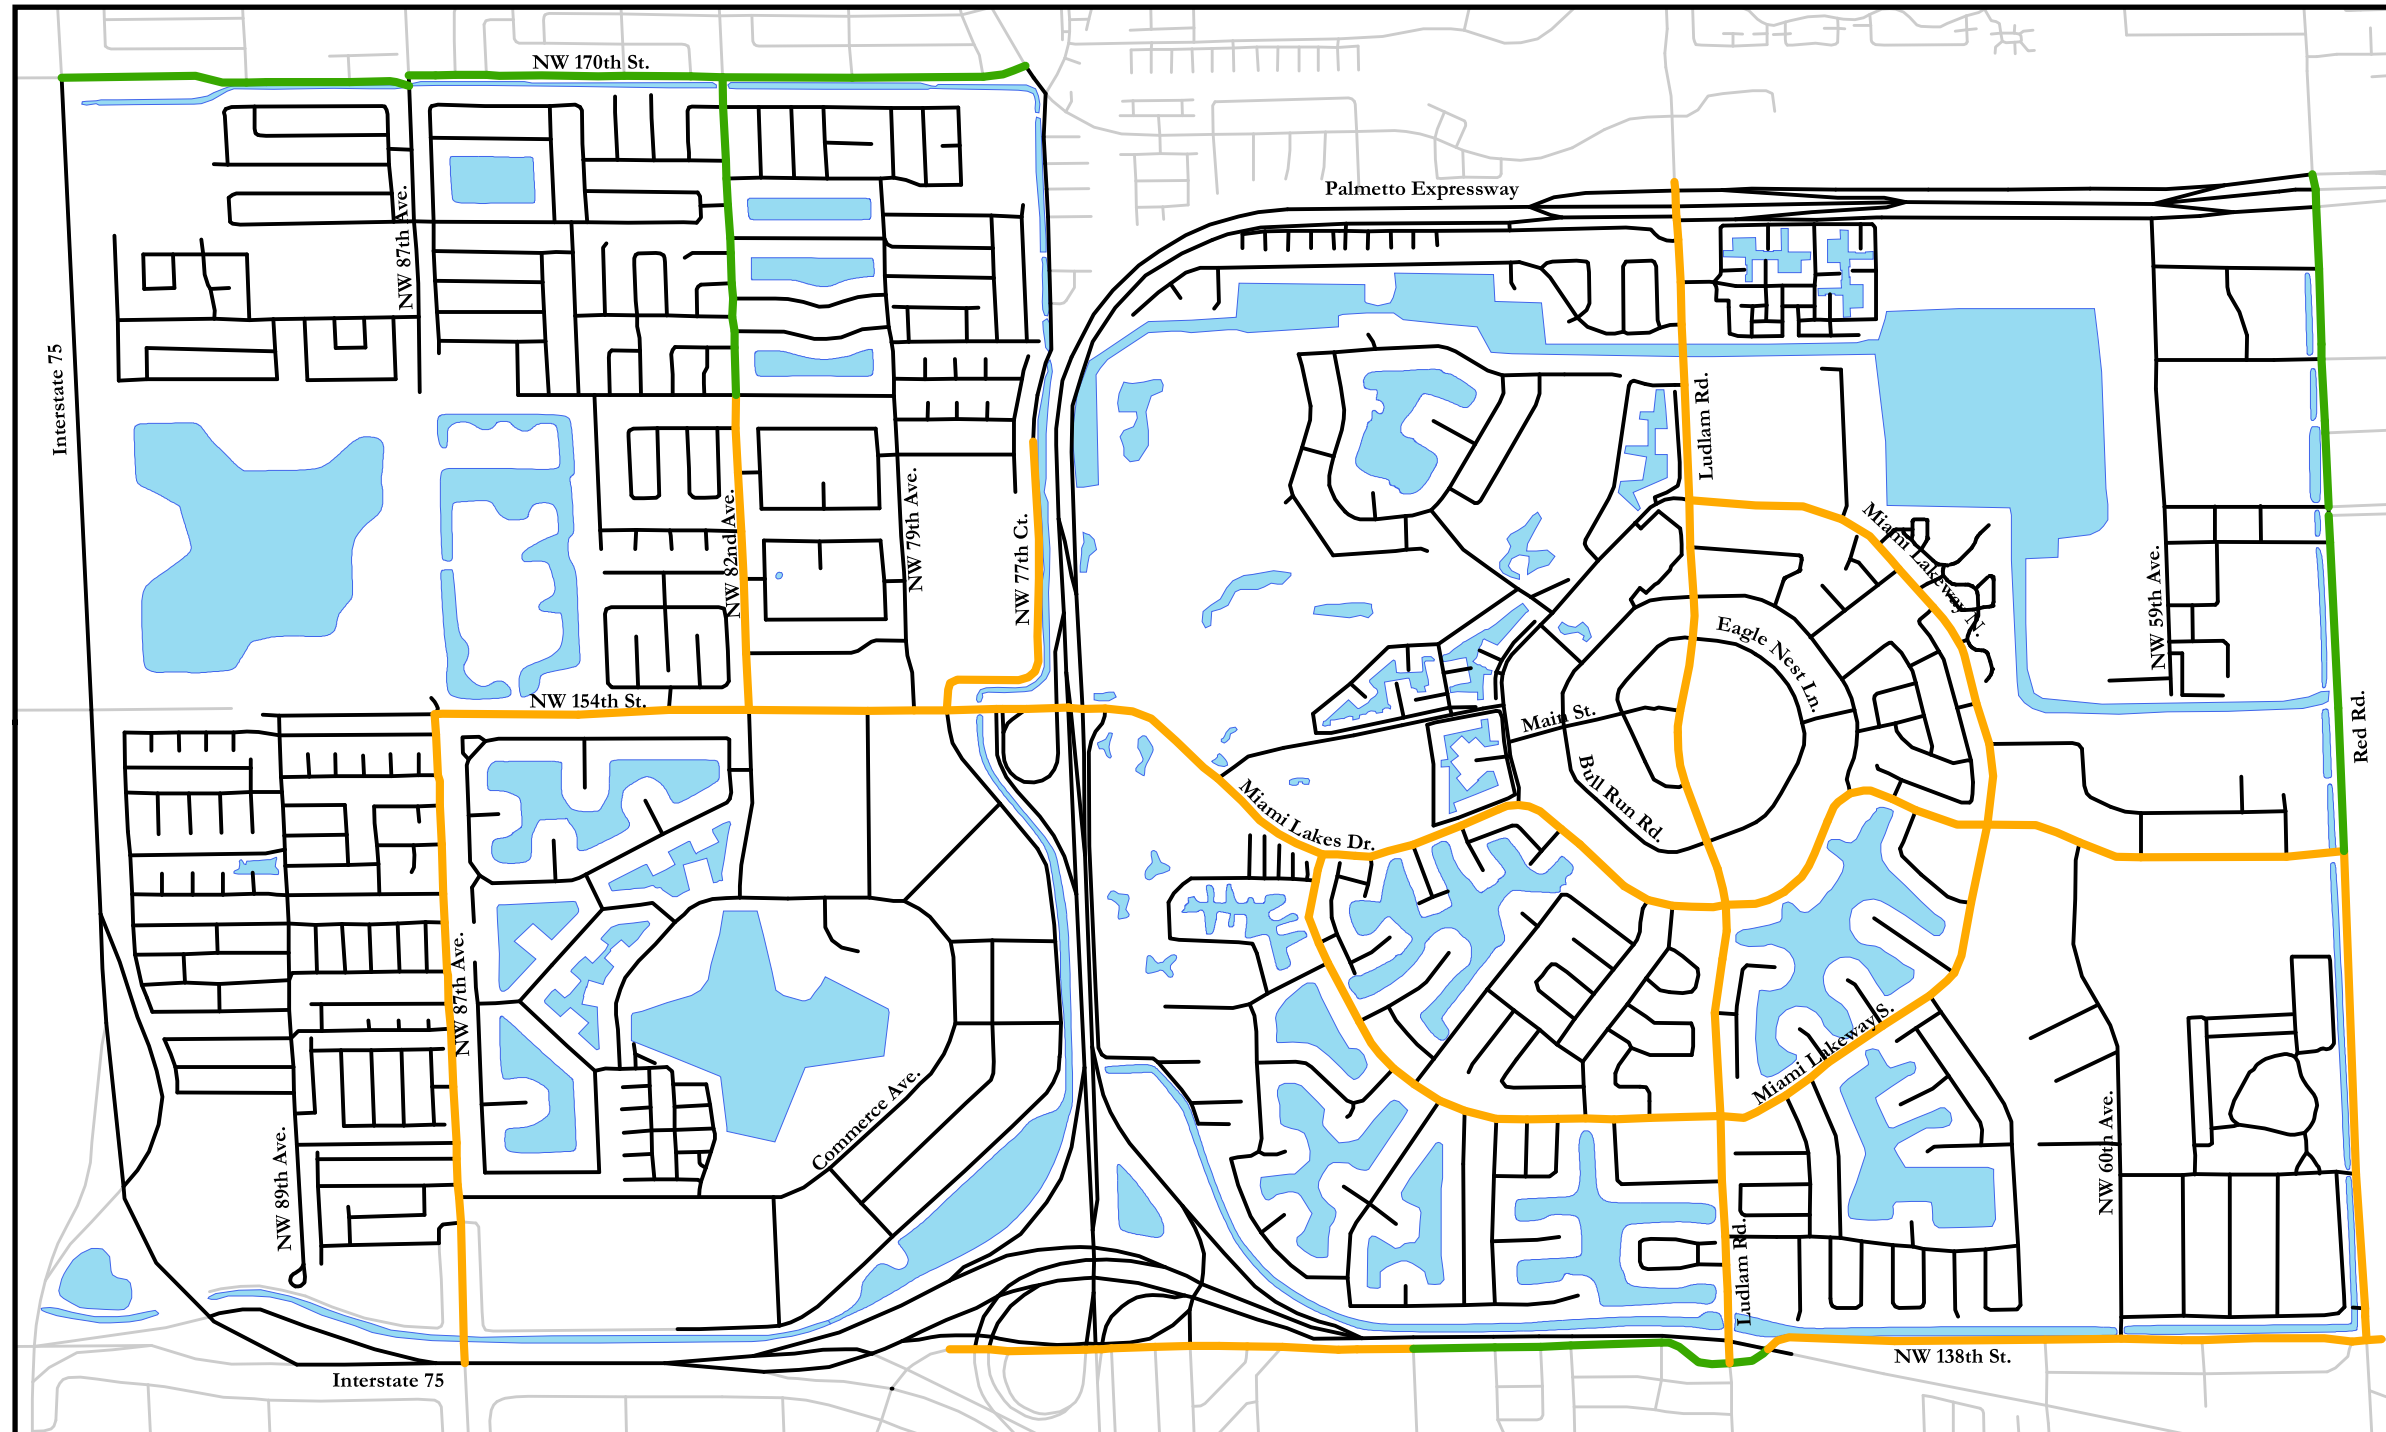 NW 170th St.
Palmetto Expressway
NW 87th Ave.
Interstate 75
Ludlam Rd.
NW 82nd Ave.
NW 79th Ave.
NW 77th Ct.
Miami Lakeway N.
NW 59th Ave.
Eagle Nest Ln.
NW 154th St.
Main St.
Red Rd.
Bull Run Rd.
Miami Lakes Dr.
NW 87th Ave.
Miami Lakeway S.
Commerce Ave.
NW 89th Ave.
NW 60th Ave.
Ludlam Rd.
NW 138th St.
Interstate 75